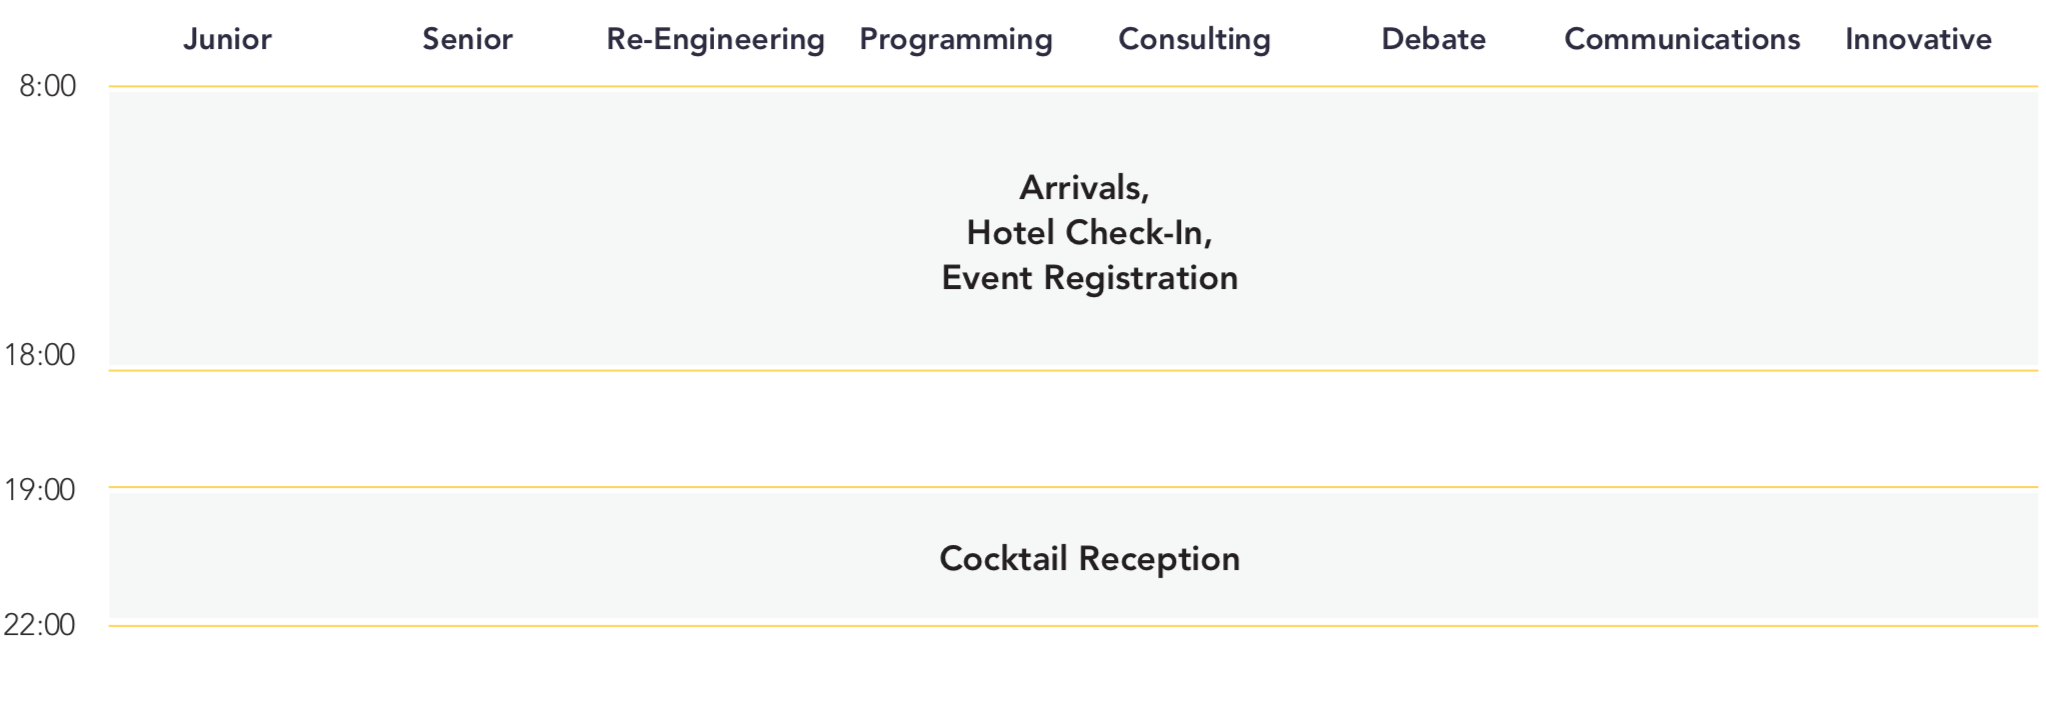 Junior Senior Re-Engineering Programming Consulting Debate Communications Innovative
8:00
Arrivals,
Hotel Check-In,
Event Registration
18:00
19:00
Cocktail Reception
22:00